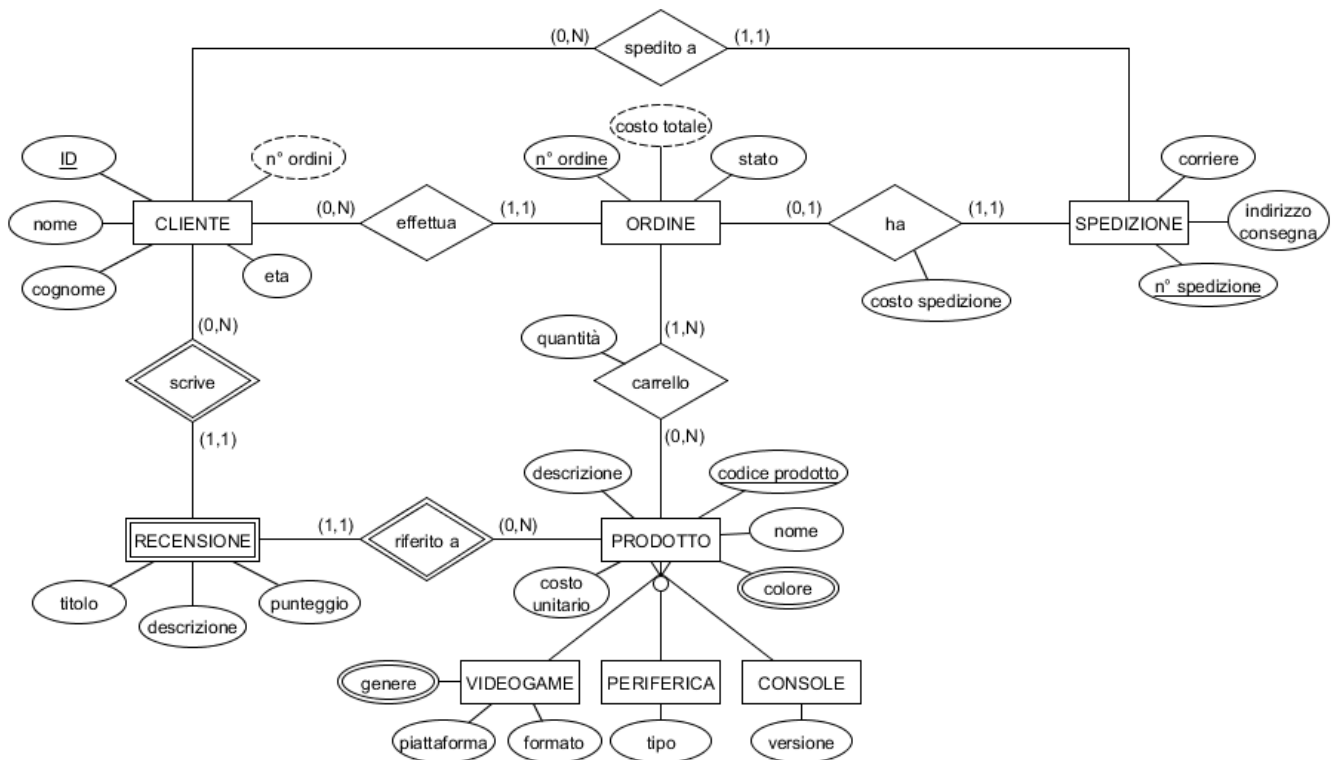 (0,N)
spedito a
(1,1)
costo totale
ID
n° ordini
n° ordine
stato
corriere
nome
CLIENTE
(0,N)
effettua
(1,1)
ORDINE
(0,1)
ha
(1,1)
SPEDIZIONE
indirizzo
consegna
cognome
eta
costo spedizione
n° spedizione
(0,N)
quantità
(1,N)
scrive
carrello
(1,1)
(0,N)
descrizione
codice prodotto
RECENSIONE
(1,1)
riferito a
(0,N)
PRODOTTO
nome
titolo
descrizione
punteggio
costo
unitario
colore
genere
VIDEOGAME
PERIFERICA
CONSOLE
piattaforma
formato
tipo
versione